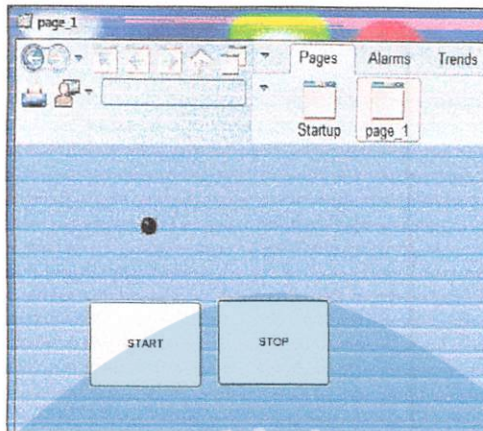 page_1
Pages Alarms Trends
Startup page_1
START STOP